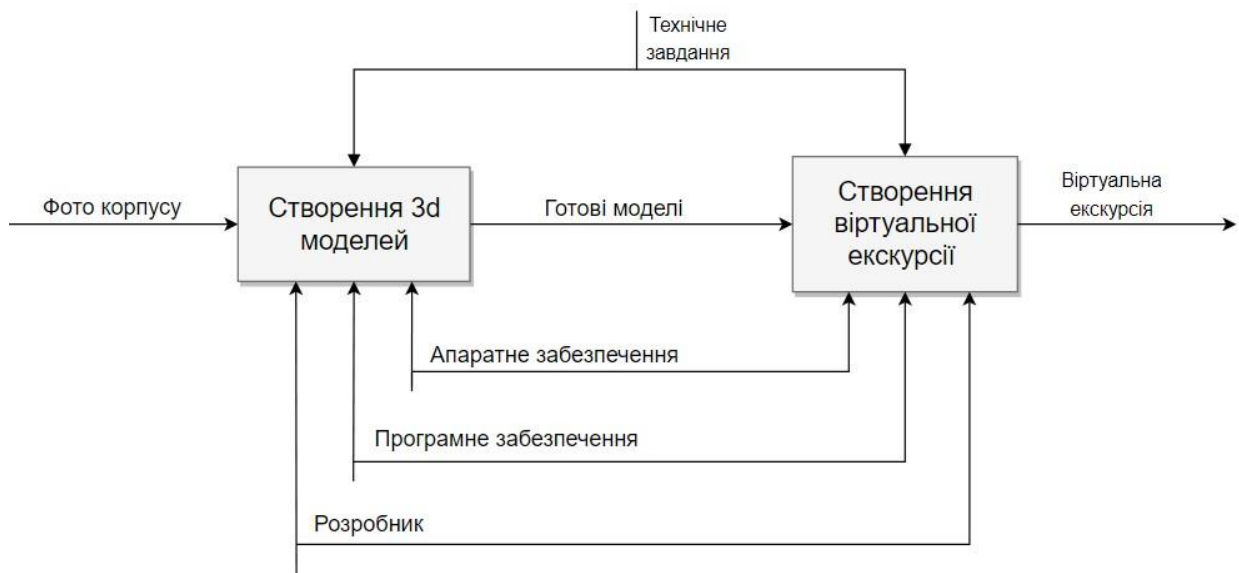 Технічне
завдання
Фото корпусу
Створення 3d
моделей
Готові моделі
Створення
віртуальної
екскурсії
Віртуальна
екскурсія
Апаратне забезпечення
Програмне забезпечення
Розробник